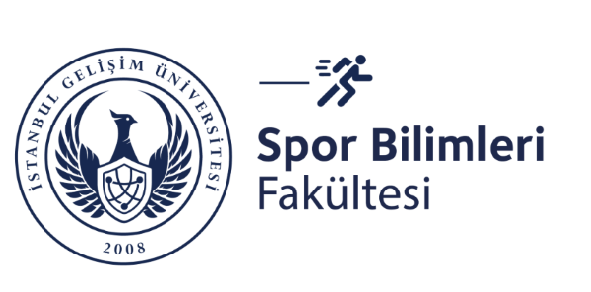 İSTANBUL GELİŞİM ÜNİVERSİTESİ
2008
Spor Bilimleri
Fakültesi